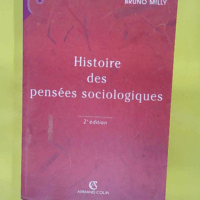 BRUNO MILLY
Histoire
des
pensées sociologiques
2e édition
ARMAND COLIN